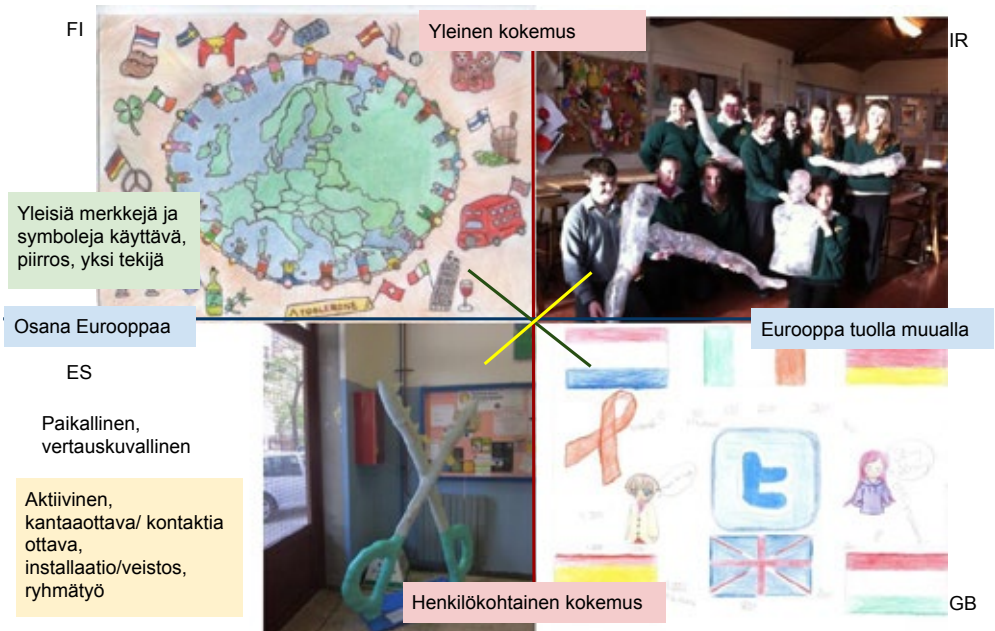 FI
Yleinen kokemus
IR
Yleisiä merkkejä ja
symboleja käyttävä,
piirros, yksi tekijä
TOBLERONE
Osana Eurooppaa
Eurooppa tuolla muualla
ES
Paikallinen,
vertauskuvallinen
Aktiivinen,
kantaaottava/ kontaktia
ottava,
installaatio/veistos,
ryhmätyö
Henkilökohtainen kokemus
GB